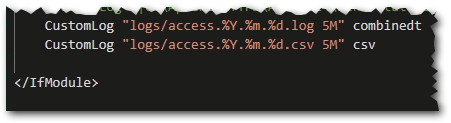 CustomLog "logs/access.%Y.%m.%d.log 5M" combinedt
CustomLog "logs/access.%Y.%m.%d.csv 5M" csv
</IfModule>